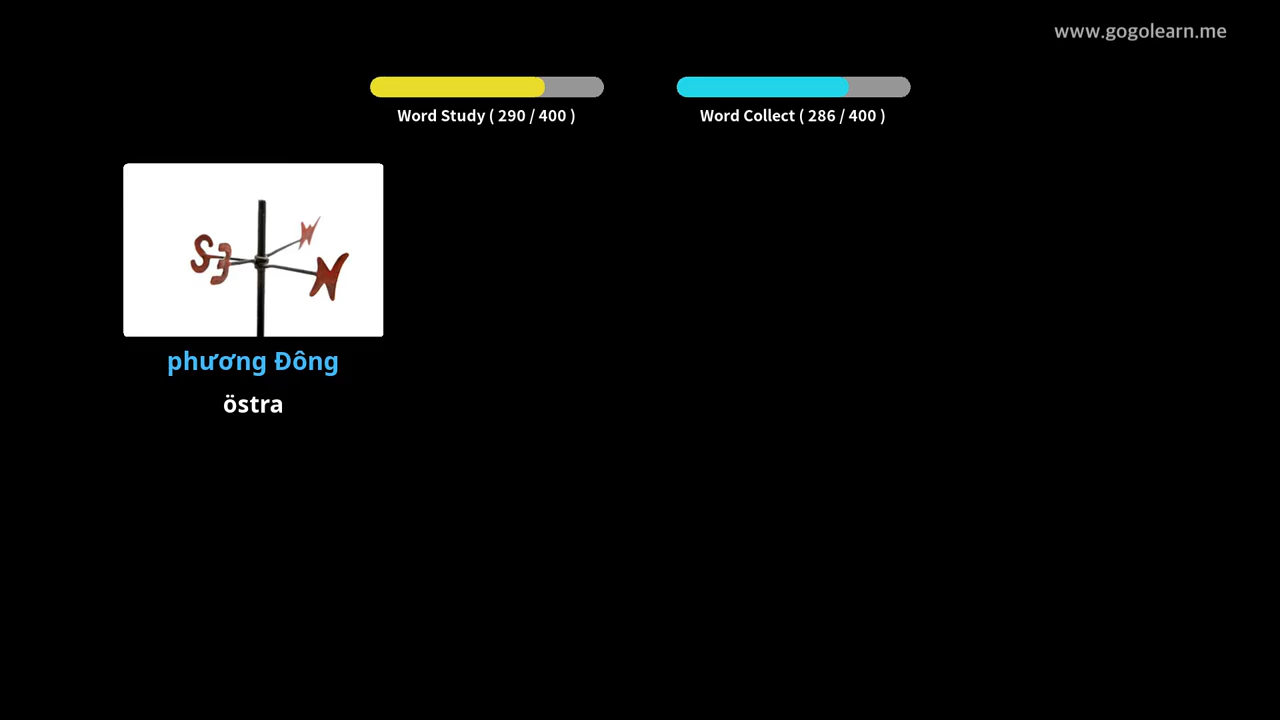 www.gogolearn.me
Word Study ( 290 / 400 )
Word Collect ( 286 / 400 )
S E N
phương Đông
östra